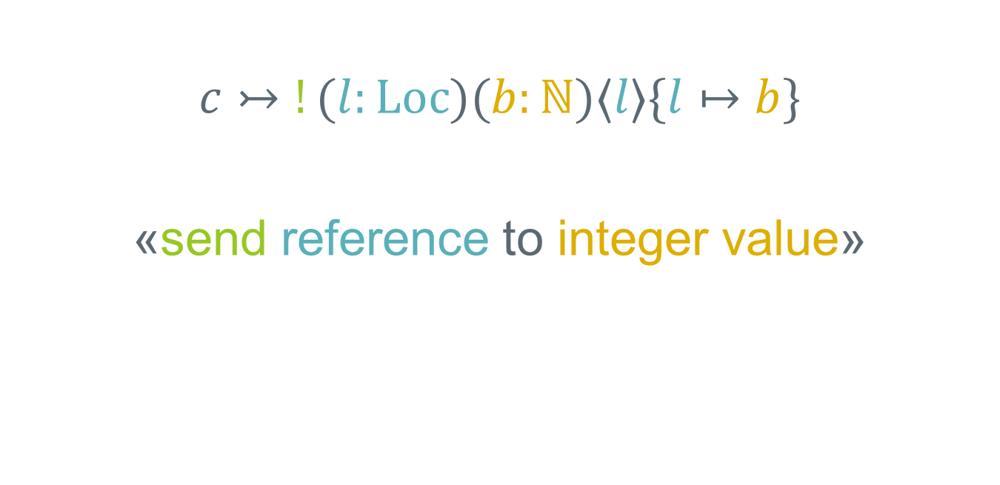 c ↣ ! (l: Loc)(b: ℕ)⟨l⟩{l ↦ b}
«send reference to integer value»